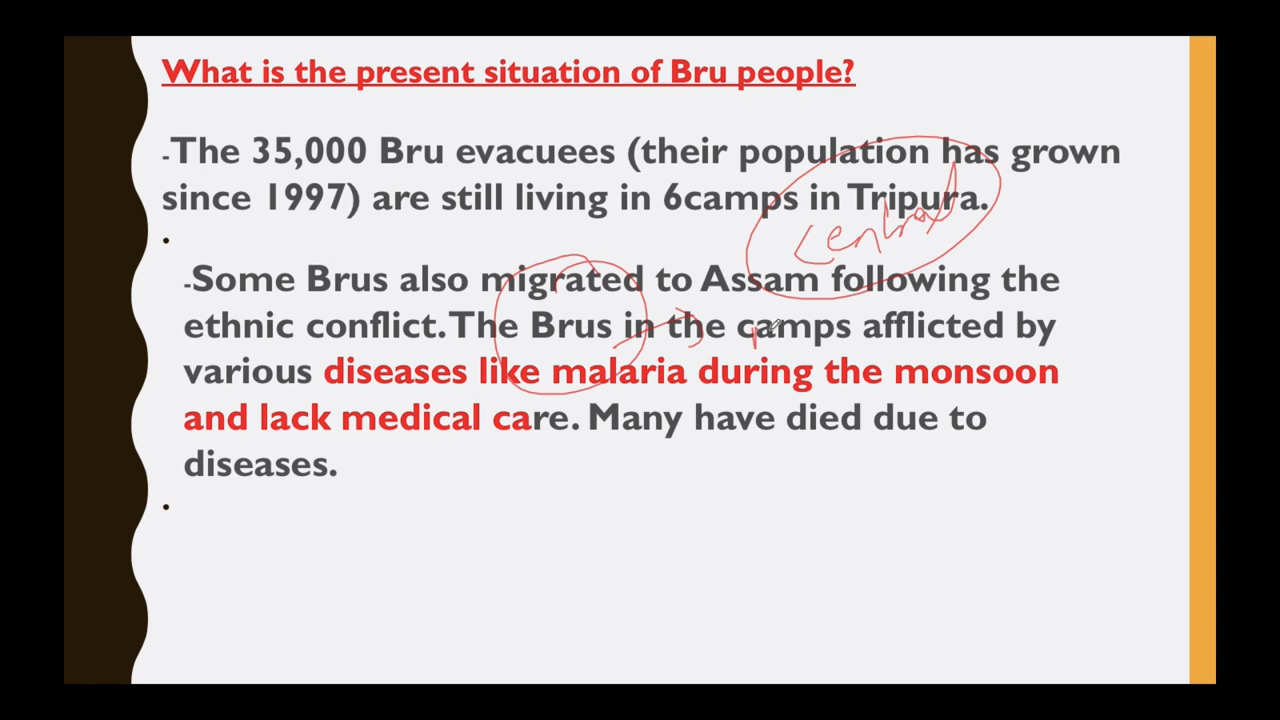 What is the present situation of Bru people?
-The 35,000 Bru evacuees (their population has grown
since 1997) are still living in 6camps in Tripura.
central
-Some Brus also migrated to Assam following the
ethnic conflict. The Brus in the camps afflicted by
various diseases like malaria during the monsoon
and lack medical care. Many have died due to
diseases.